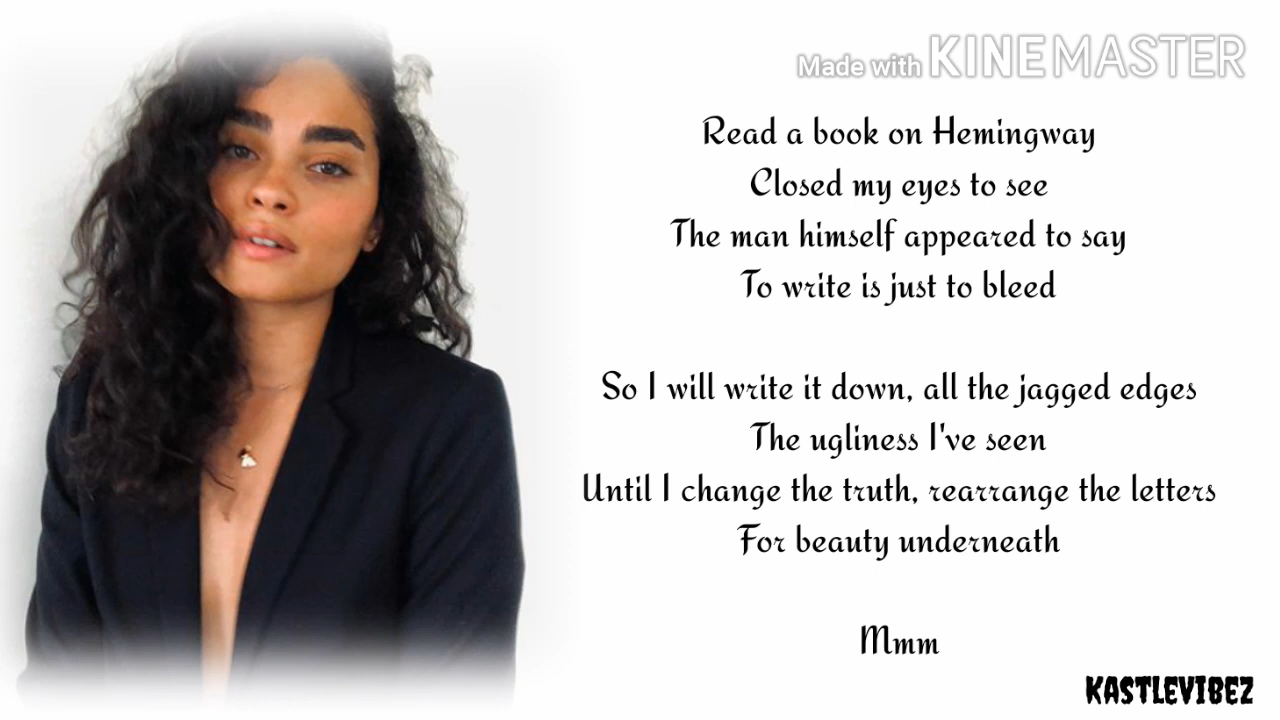 Made with KINEMASTER
Read a book on Hemingway
Closed my eyes to see
The man himself appeared to say
To write is just to bleed
So I will write it down, all the jagged edges
The ugliness I've seen
Until I change the truth, rearrange the letters
For beauty underneath
Mmm
KASTLEVIBEZ